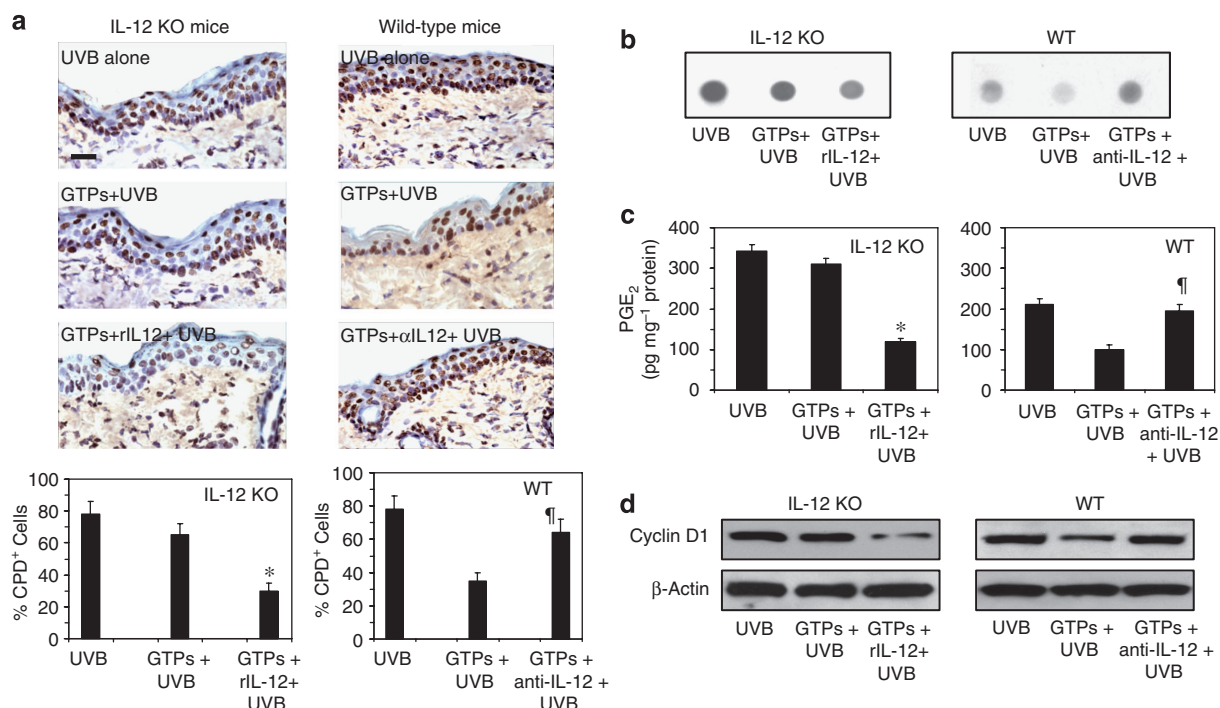 a
IL-12 KO mice
Wild-type mice
UVB alone
UVB alone
GTPs+UVB
GTPs+UVB
GTPs+rIL12+ UVB
GTPs+αIL12+ UVB
% CPD+ Cells
100
80
60
40
20
0
IL-12 KO
*
UVB
GTPs +
UVB
GTPs +
rIL-12+
UVB
% CPD+ Cells
100
80
60
40
20
0
WT
¶
UVB
GTPs +
UVB
GTPs +
anti-IL-12 +
UVB
b
IL-12 KO
WT
UVB
GTPs+
UVB
GTPs+
rIL-12+
UVB
UVB
GTPs+
UVB
GTPs +
anti-IL-12 +
UVB
c
PGE2
(pg mg−1 protein)
400
300
200
100
0
IL-12 KO
*
UVB
GTPs +
UVB
GTPs +
rIL-12+
UVB
400
300
200
100
0
WT
¶
UVB
GTPs +
UVB
GTPs +
anti-IL-12
+ UVB
d
IL-12 KO
WT
Cyclin D1
β-Actin
UVB
GTPs +
UVB
GTPs +
rIL-12+
UVB
UVB
GTPs +
UVB
GTPs +
anti-IL-12 +
UVB